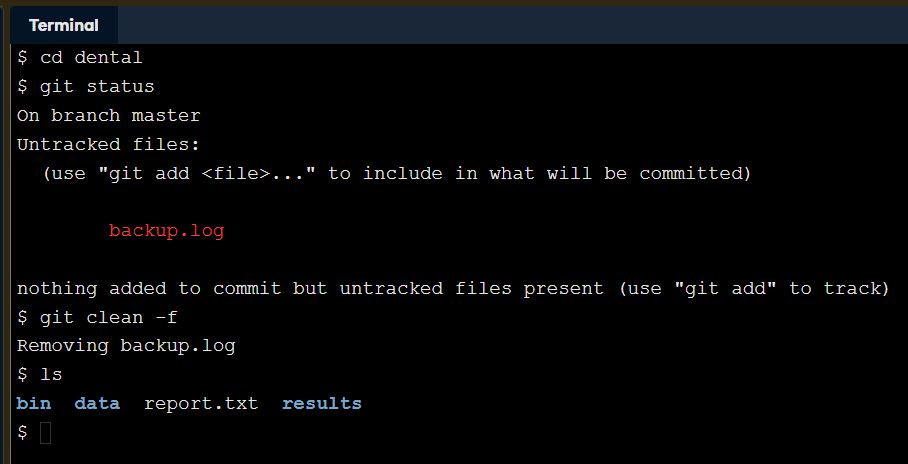 Terminal
$ cd dental
$ git status
On branch master
Untracked files:
  (use "git add <file>..." to include in what will be committed)

        backup.log

nothing added to commit but untracked files present (use "git add" to track)
$ git clean -f
Removing backup.log
$ ls
bin  data  report.txt  results
$